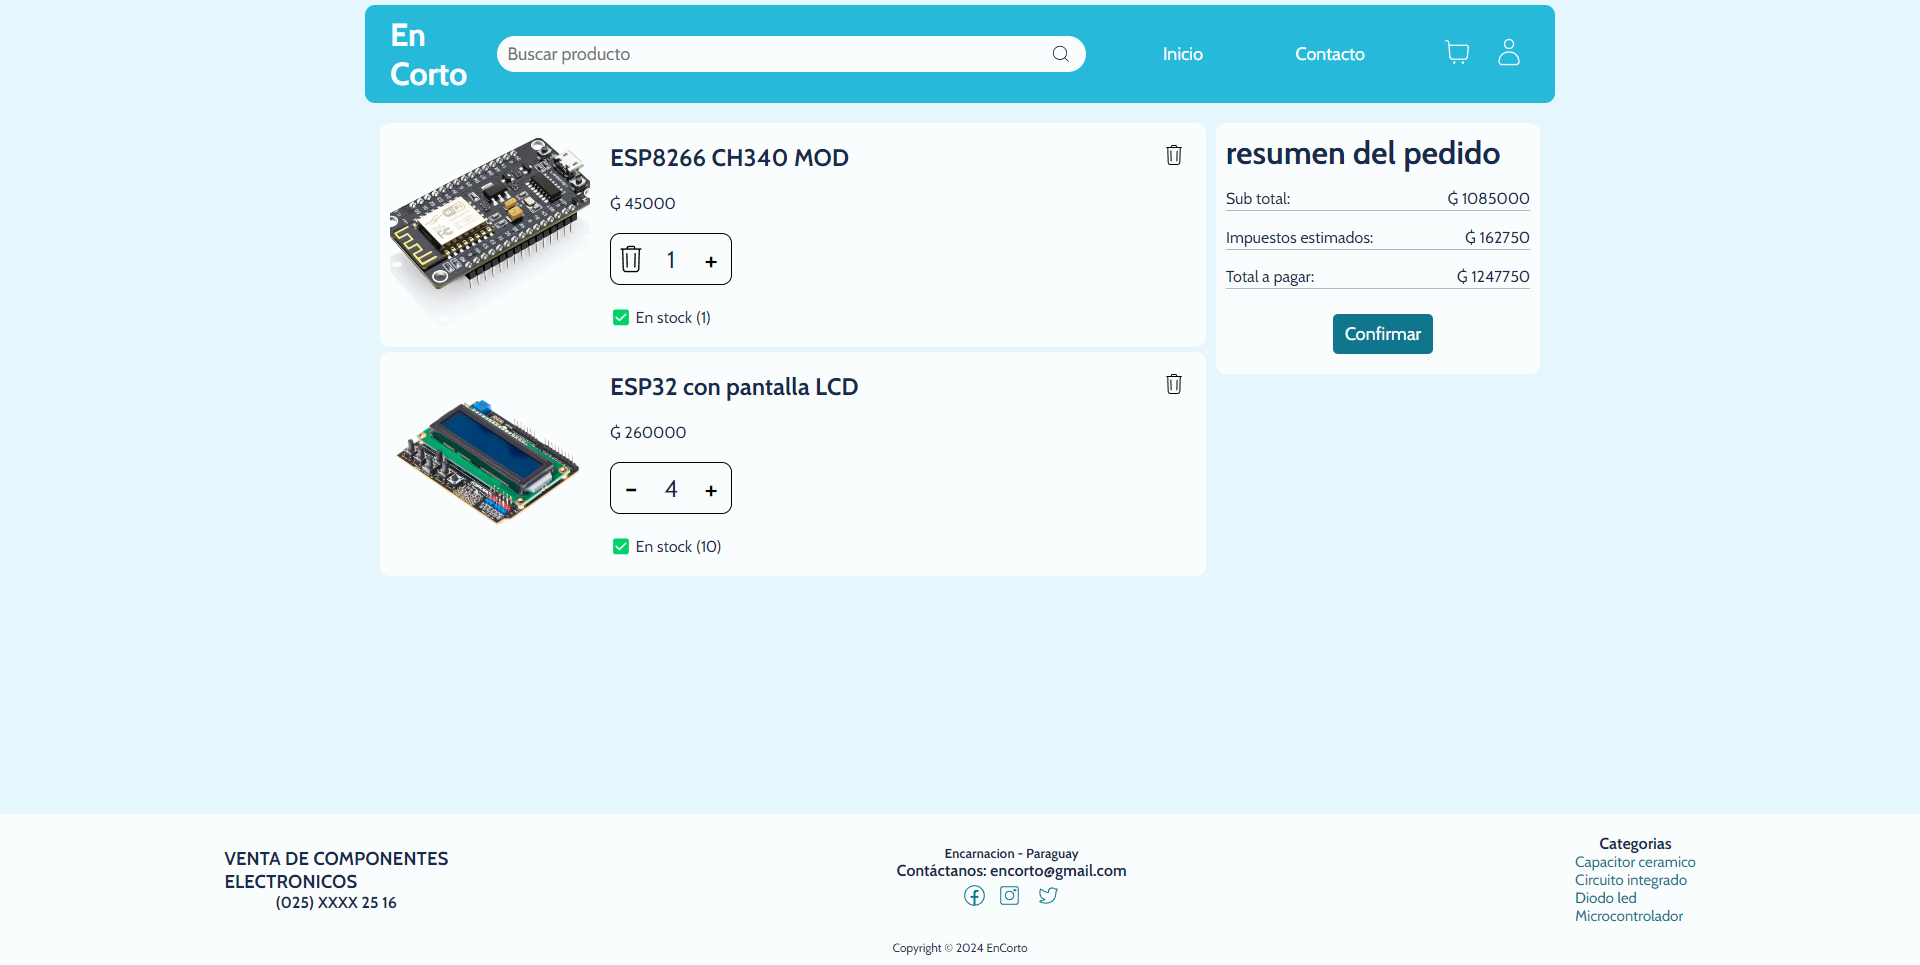 En
Corto
Buscar producto
Inicio
Contacto
ESP8266 CH340 MOD
₲ 45000
1 +
En stock (1)
ESP32 con pantalla LCD
₲ 260000
- 4 +
En stock (10)
resumen del pedido
Sub total: ₲ 1085000
Impuestos estimados: ₲ 162750
Total a pagar: ₲ 1247750
Confirmar
VENTA DE COMPONENTES
ELECTRONICOS
(025) XXXX 25 16
Encarnacion - Paraguay
Contáctanos: encorto@gmail.com
Categorias
Capacitor ceramico
Circuito integrado
Diodo led
Microcontrolador
Copyright © 2024 EnCorto